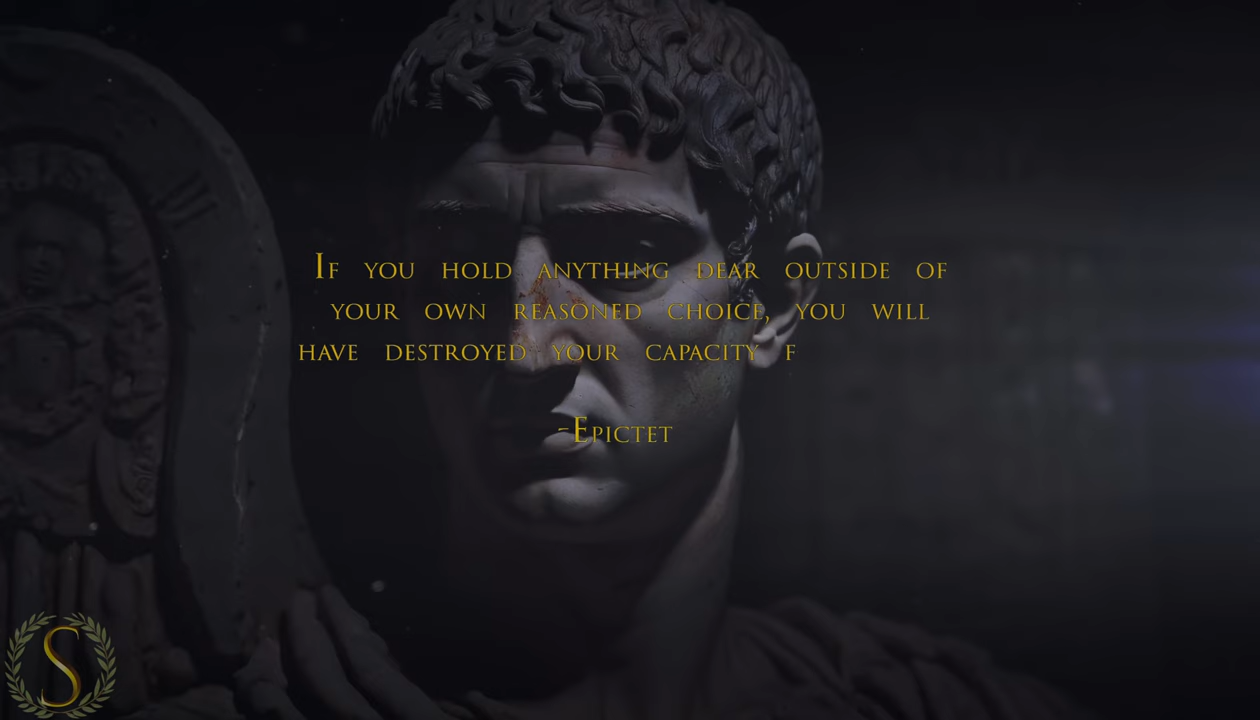 If you hold anything dear outside of
your own reasoned choice, you will
have destroyed your capacity f
-Epictet
S